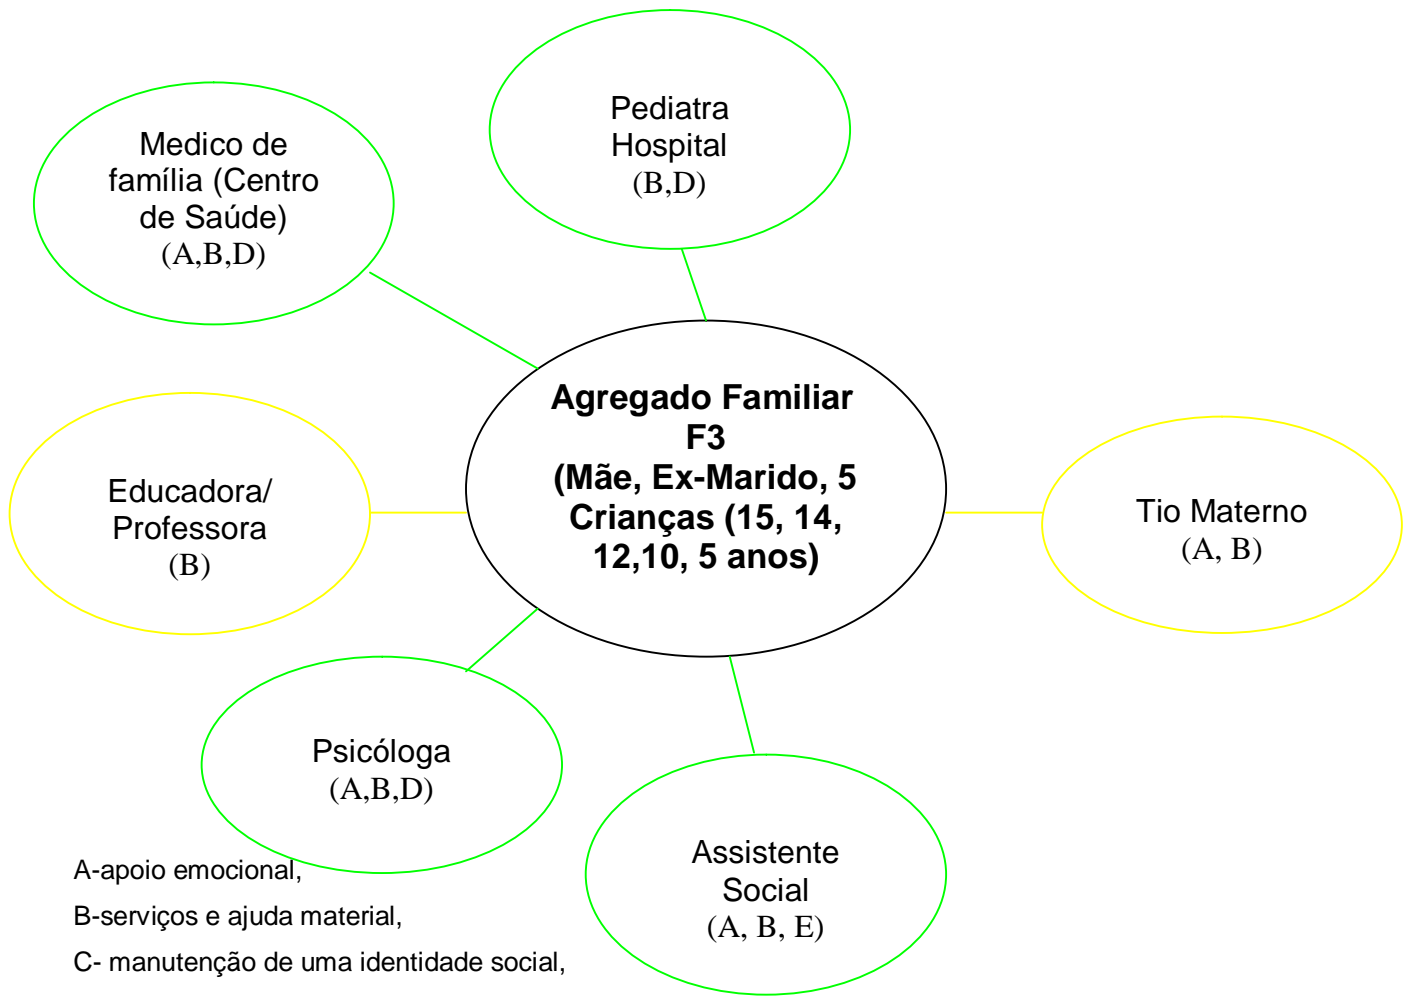 Pediatra
Hospital
(B,D)
Medico de
família (Centro
de Saúde)
(A,B,D)
Agregado Familiar
F3
(Mãe, Ex-Marido, 5
Crianças (15, 14,
12,10, 5 anos)
Educadora/
Professora
(B)
Tio Materno
(A, B)
Psicóloga
(A,B,D)
Assistente
Social
(A, B, E)
A-apoio emocional,
B-serviços e ajuda material,
C- manutenção de uma identidade social,